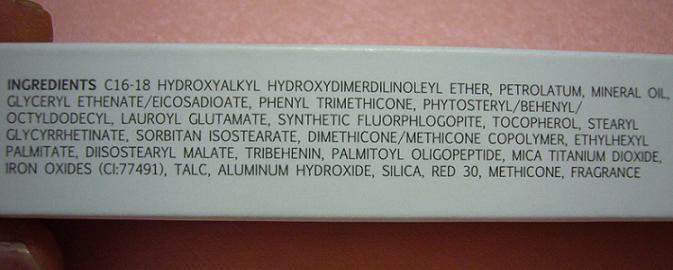 INGREDIENTS C16-18 HYDROXYALKYL HYDROXYDIMERDILINOLEYL ETHER, PETROLATUM, MINERAL OIL,
GLYCERYL ETHENATE/EICOSADIOATE, PHENYL TRIMETHICONE, PHYTOSTERYL/BEHENYL/
OCTYLDODECYL, LAUROYL GLUTAMATE, SYNTHETIC FLUORPHLOGOPITE, TOCOPHEROL, STEARYL
GLYCYRRHETINATE, SORBITAN ISOSTEARATE, DIMETHICONE/METHICONE COPOLYMER, ETHYLHEXYL
PALMITATE, DIISOSTEARYL MALATE, TRIBEHENIN, PALMITOYL OLIGOPEPTIDE, MICA TITANIUM DIOXIDE,
IRON OXIDES (CI:77491), TALC, ALUMINUM HYDROXIDE, SILICA, RED 30, METHICONE, FRAGRANCE